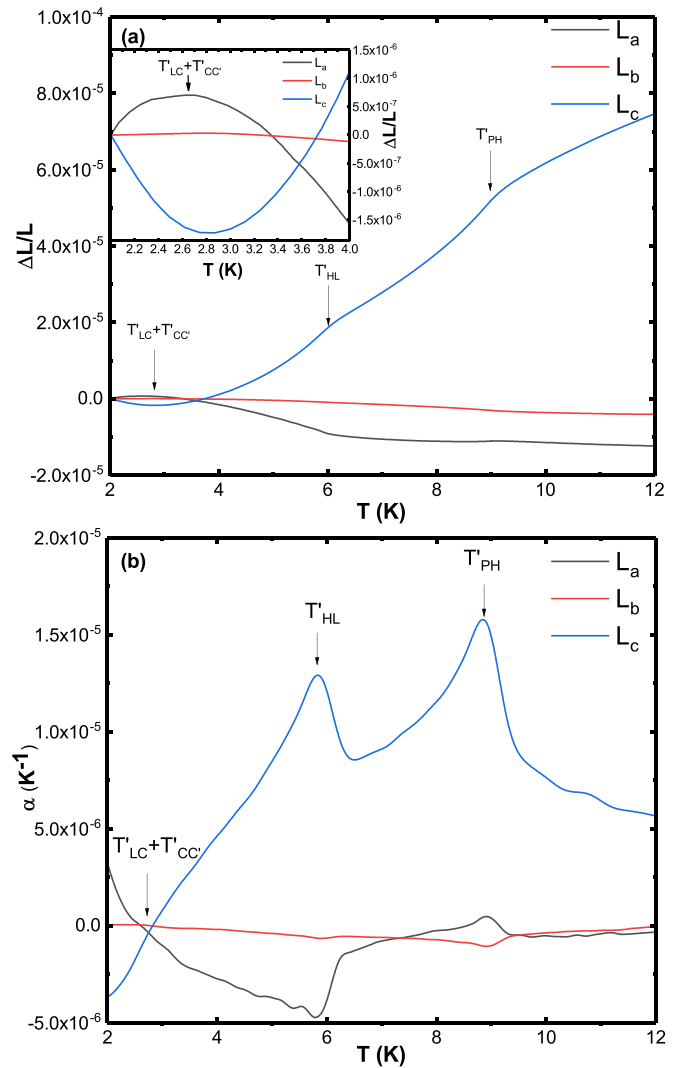 (a)
L_a
L_b
L_c
1.0x10^-4
8.0x10^-5
6.0x10^-5
4.0x10^-5
2.0x10^-5
0.0
-2.0x10^-5
ΔL/L
T'_LC+T'_CC'
L_a
L_b
L_c
1.5x10^-6
1.0x10^-6
5.0x10^-7
0.0
-5.0x10^-7
-1.0x10^-6
-1.5x10^-6
ΔL/L
2.2 2.4 2.6 2.8 3.0 3.2 3.4 3.6 3.8 4.0
T (K)
T'_PH
T'_HL
T'_LC+T'_CC'
2 4 6 8 10 12
T (K)
(b)
L_a
L_b
L_c
2.0x10^-5
1.5x10^-5
1.0x10^-5
5.0x10^-6
0.0
-5.0x10^-6
α (K^-1)
T'_PH
T'_HL
T'_LC+T'_CC'
2 4 6 8 10 12
T (K)